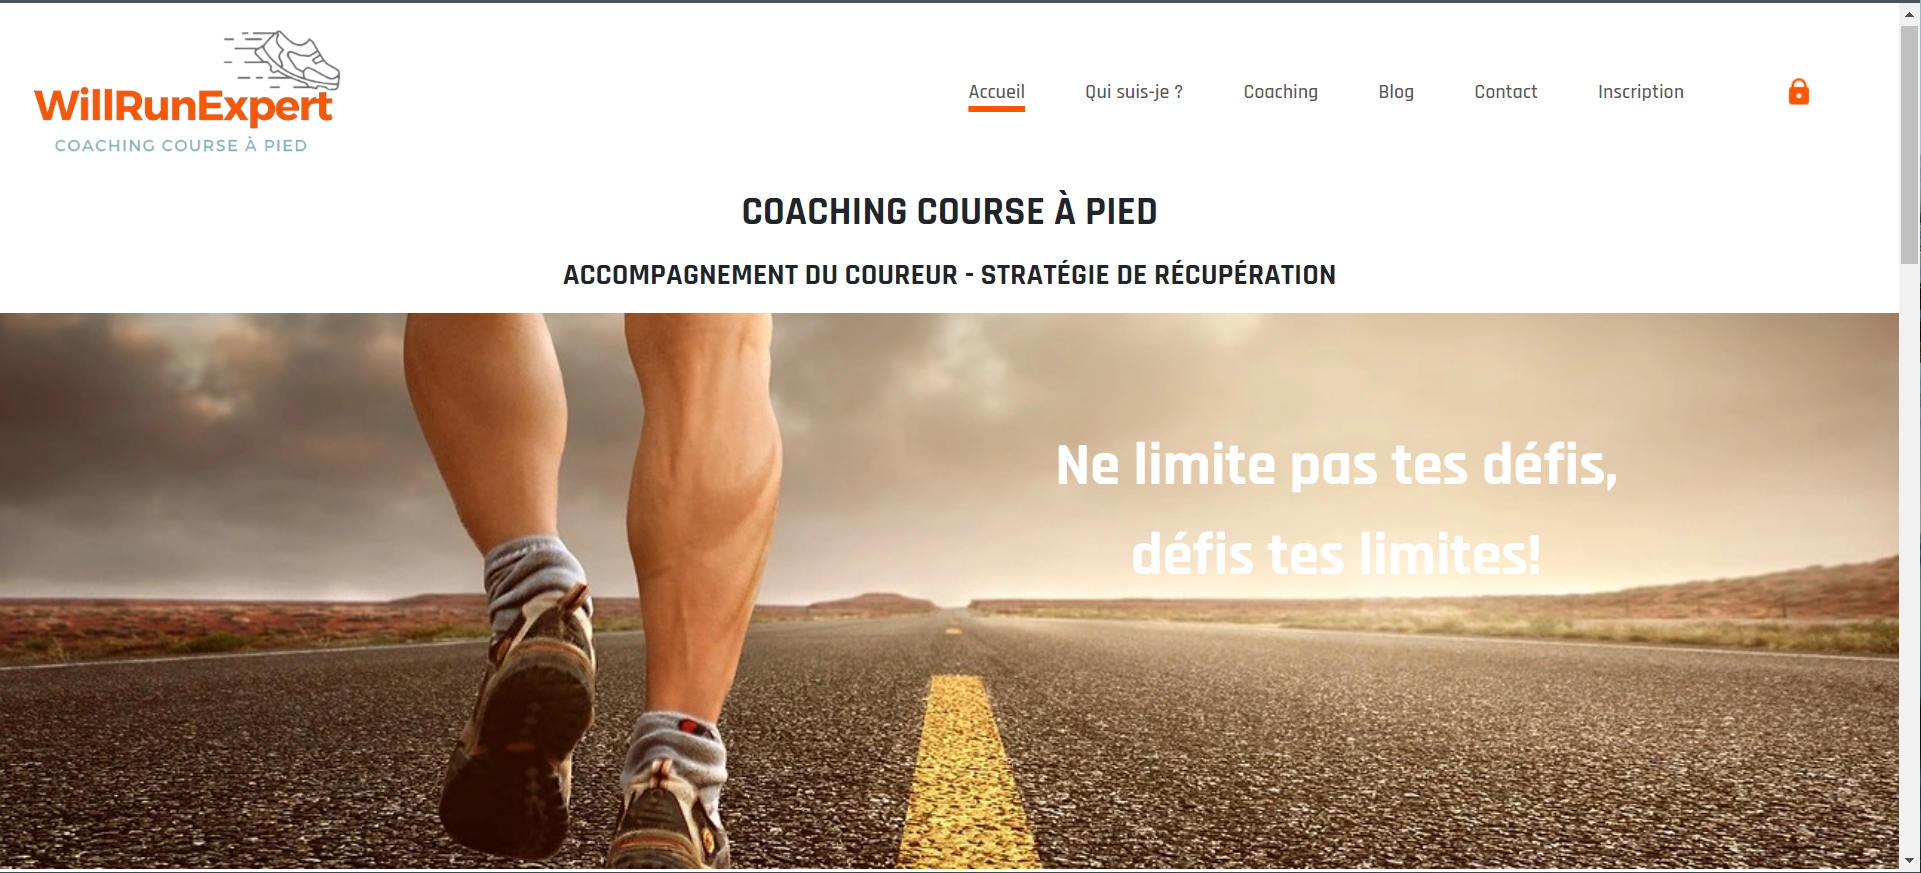 WillRunExpert
COACHING COURSE À PIED
Accueil Qui suis-je ? Coaching Blog Contact Inscription
COACHING COURSE À PIED
ACCOMPAGNEMENT DU COUREUR - STRATÉGIE DE RÉCUPÉRATION
Ne limite pas tes défis,
défis tes limites!